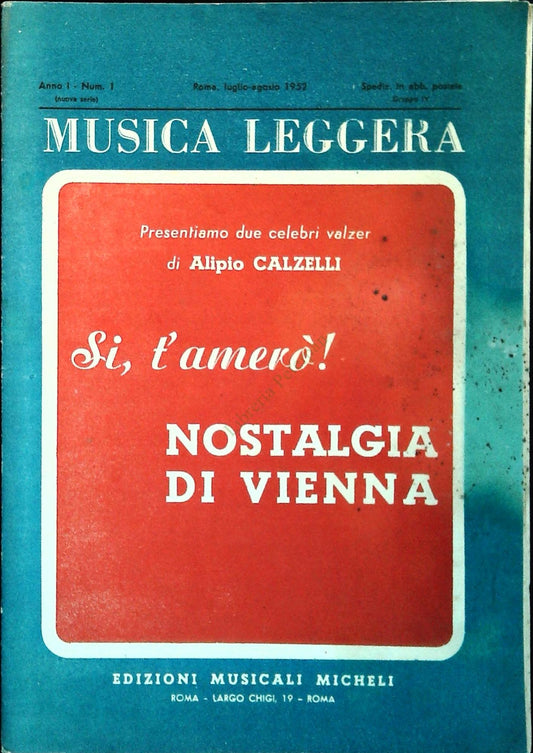 Anno I - Num. 1
(nuova serie)
Roma, luglio-agosto 1952
Spediz. in abb. postale
Gruppo IV
MUSICA LEGGERA
Presentiamo due celebri valzer
di Alipio CALZELLI
Si, t'amerò!
NOSTALGIA
DI VIENNA
EDIZIONI MUSICALI MICHELI
ROMA - LARGO CHIGI, 19 - ROMA